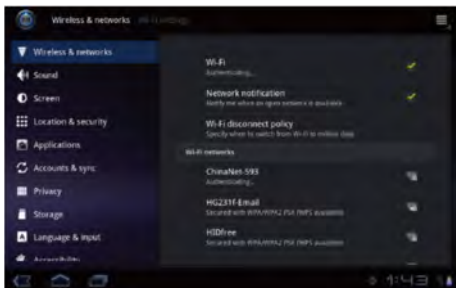 Wireless & networks
Wireless & networks
Sound
Screen
Location & security
Applications
Accounts & sync
Privacy
Storage
Language & input
Accessibility
Wi-Fi
Authenticating...
Network notification
Notify me when an open network is available
Wi-Fi disconnect policy
Specify when to switch from Wi-Fi to mobile data
Wi-Fi networks
ChinaNet-593
Authenticating...
HG231f-Email
Secured with WPA/WPA2 PSK (WPS available)
HIDfree
Secured with WPA/WPA2 PSK (WPS available)
1:43